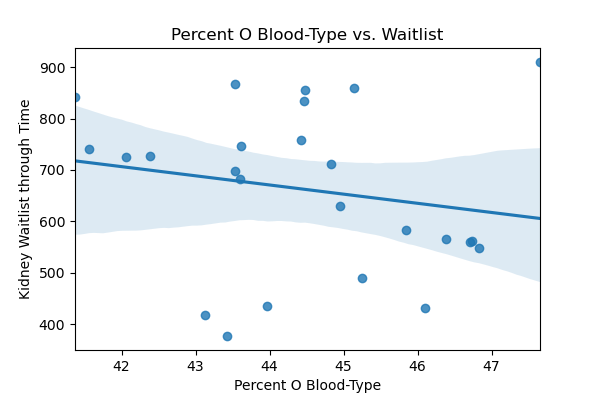 Percent O Blood-Type vs. Waitlist
Kidney Waitlist through Time
900
800
700
600
500
400
42 43 44 45 46 47
Percent O Blood-Type